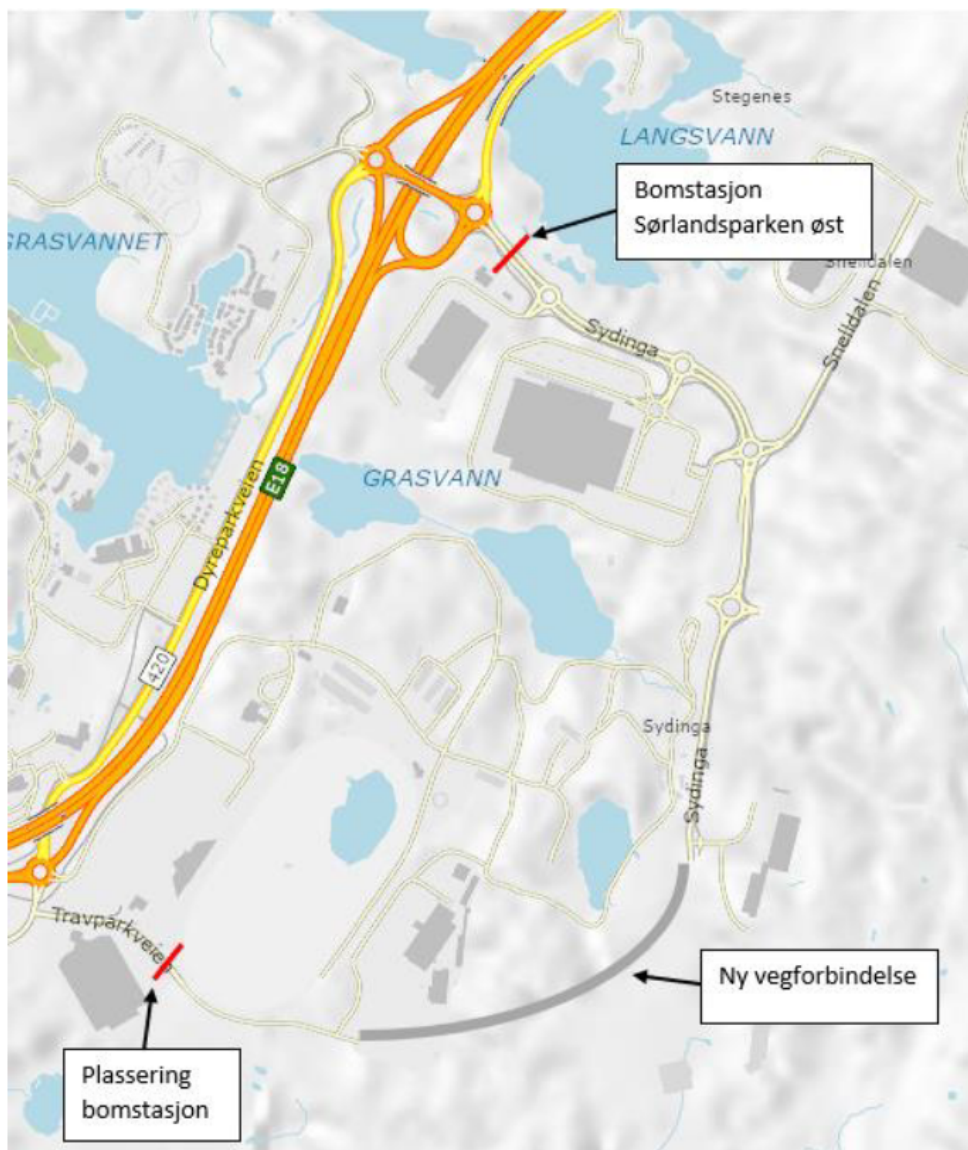 Stegenes
LANGSVANN
Bomstasjon
Sørlandsparken øst
GRASVANNET
Snelldalen
Snelldalen
Sydinga
GRASVANN
E18
Dyreparkveien
420
Sydinga
Sydinga
Travparkveien
Ny vegforbindelse
Plassering
bomstasjon